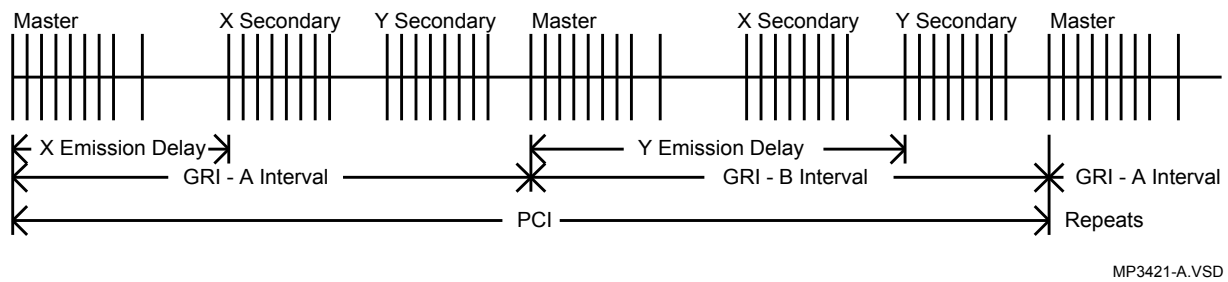 Master X Secondary Y Secondary Master X Secondary Y Secondary Master
X Emission Delay Y Emission Delay
GRI - A Interval GRI - B Interval GRI - A Interval
PCI Repeats
MP3421-A.VSD